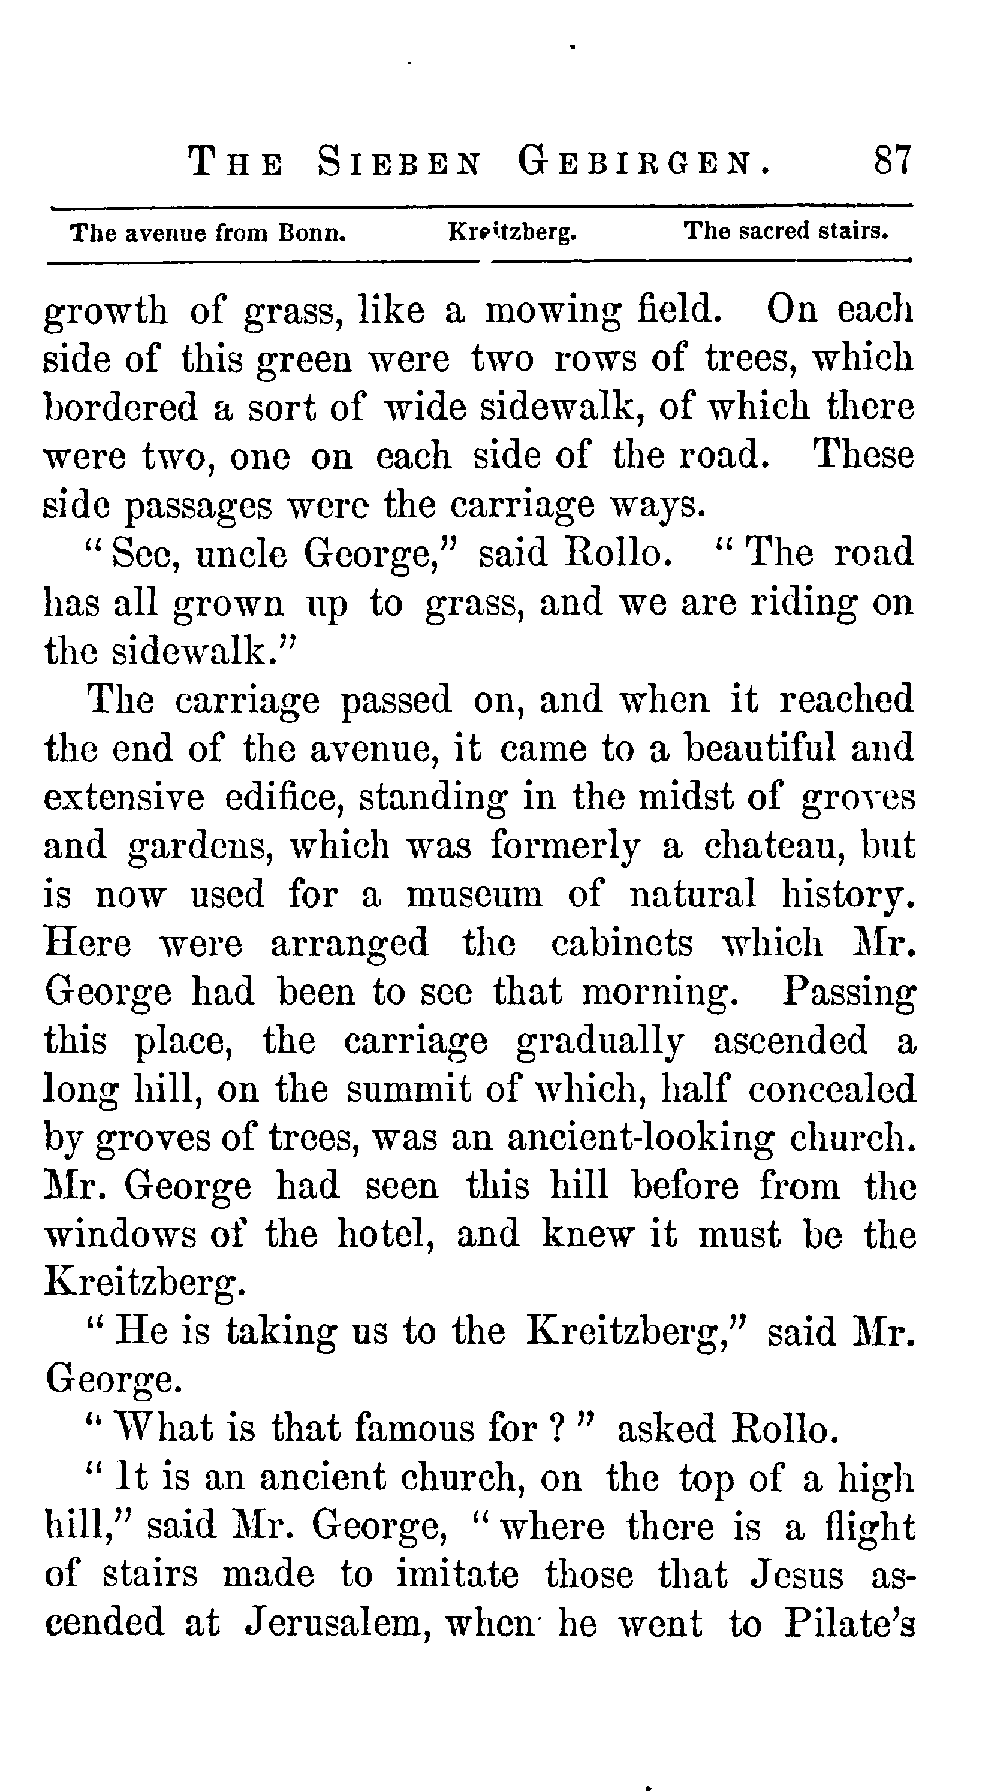 THE SIEBEN GEBIRGEN. 87
The avenue from Bonn. Kreitzberg. The sacred stairs.
growth of grass, like a mowing field. On each
side of this green were two rows of trees, which
bordered a sort of wide sidewalk, of which there
were two, one on each side of the road. These
side passages were the carriage ways.
“See, uncle George,” said Rollo. “The road
has all grown up to grass, and we are riding on
the sidewalk.”
The carriage passed on, and when it reached
the end of the avenue, it came to a beautiful and
extensive edifice, standing in the midst of groves
and gardens, which was formerly a chateau, but
is now used for a museum of natural history.
Here were arranged the cabinets which Mr.
George had been to see that morning. Passing
this place, the carriage gradually ascended a
long hill, on the summit of which, half concealed
by groves of trees, was an ancient-looking church.
Mr. George had seen this hill before from the
windows of the hotel, and knew it must be the
Kreitzberg.
“He is taking us to the Kreitzberg,” said Mr.
George.
“What is that famous for?” asked Rollo.
“It is an ancient church, on the top of a high
hill,” said Mr. George, “where there is a flight
of stairs made to imitate those that Jesus as-
cended at Jerusalem, when he went to Pilate's